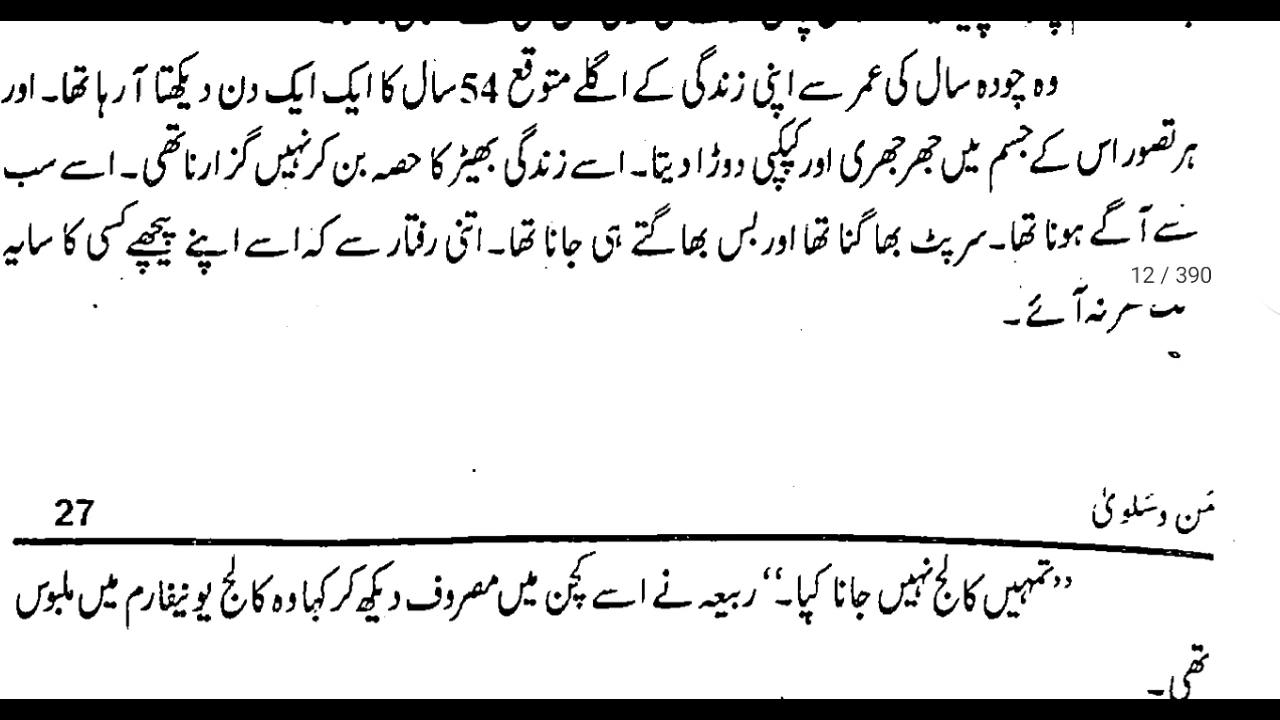 وہ چودہ سال کی عمر سے اپنی زندگی کے اگلے متوقع 54 سال کا ایک ایک دن دیکھتا آ رہا تھا۔ اور
ہر تصور اس کے جسم میں جھرجھری اور کپکپی دوڑا دیتا۔ اسے زندگی بھیڑ کا حصہ بن کر نہیں گزارنا تھی۔ اسے سب
سے آگے ہونا تھا۔ سرپٹ بھاگنا تھا اور بس بھاگتے ہی جانا تھا۔ اتنی رفتار سے کہ اسے اپنے پیچھے کسی کا سایہ
12 / 390
نہ آئے۔
مَن وسَلویٰ 27
’’تمہیں کالج نہیں جانا کیا۔‘‘ ربیعہ نے اسے کچن میں مصروف دیکھ کر کہا وہ کالج یونیفارم میں ملبوس
تھی۔